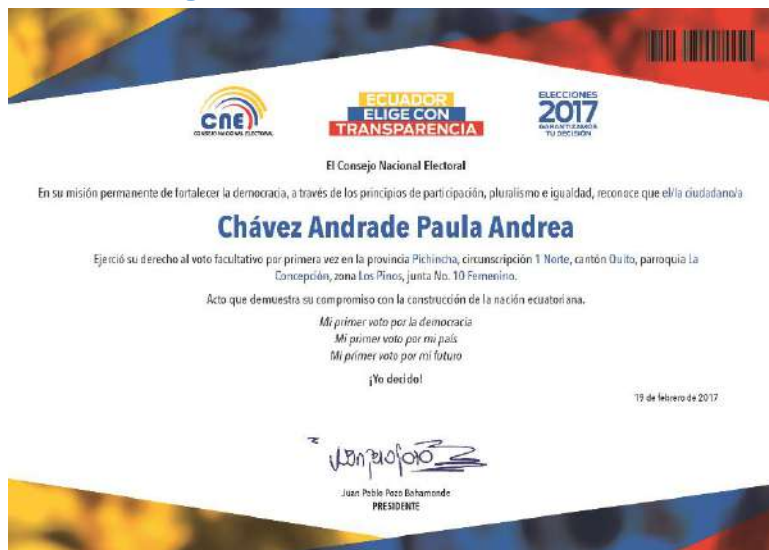 cne
CONSEJO NACIONAL ELECTORAL
ECUADOR
ELIGE CON
TRANSPARENCIA
ELECCIONES
2017
GARANTIZAMOS
TU DECISIÓN
El Consejo Nacional Electoral
En su misión permanente de fortalecer la democracia, a través de los principios de participación, pluralismo e igualdad, reconoce que el/la ciudadano/a
Chávez Andrade Paula Andrea
Ejerció su derecho al voto facultativo por primera vez en la provincia Pichincha, circunscripción 1 Norte, cantón Quito, parroquia La
Concepción, zona Los Pinos, junta No. 10 Femenino.
Acto que demuestra su compromiso con la construcción de la nación ecuatoriana.
Mi primer voto por la democracia
Mi primer voto por mi país
Mi primer voto por mi futuro
¡Yo decido!
19 de febrero de 2017
Juan Pablo Pozo Bahamonde
PRESIDENTE